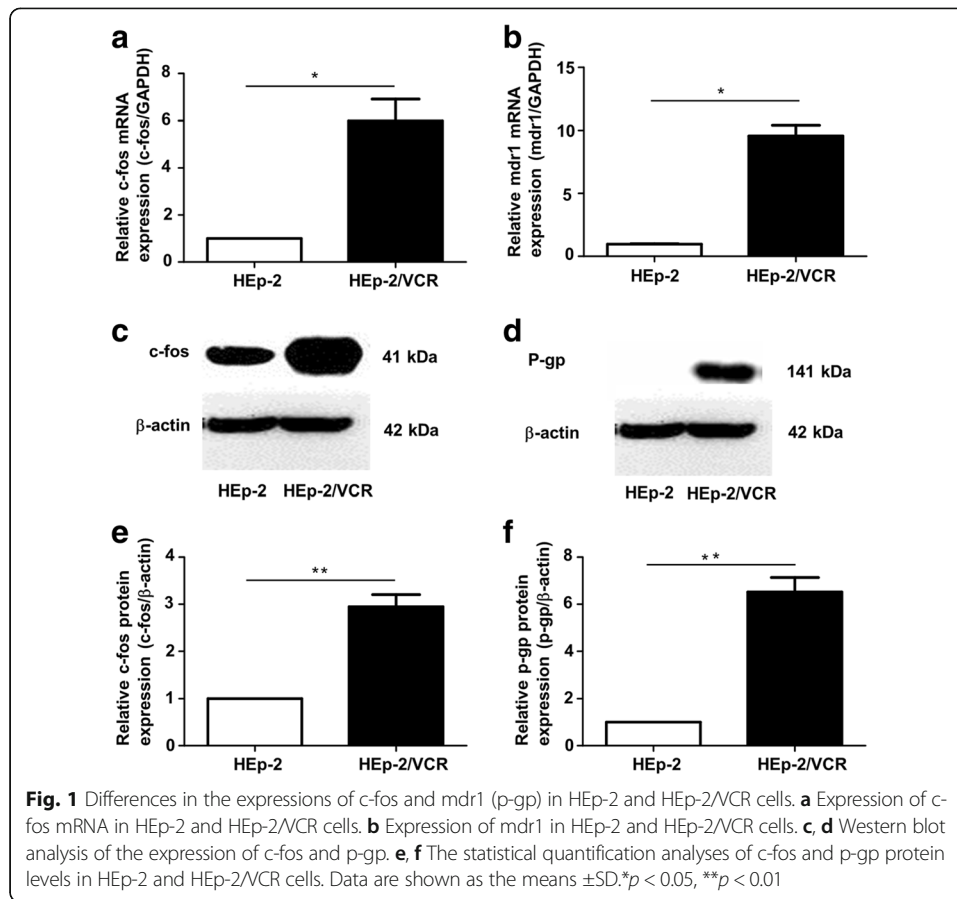 a
*
Relative c-fos mRNA
expression (c-fos/GAPDH)
8
6
4
2
0
HEp-2
HEp-2/VCR
b
*
Relative mdr1 mRNA
expression (mdr1/GAPDH)
15
10
5
0
HEp-2
HEp-2/VCR
c
c-fos
41 kDa
β-actin
42 kDa
HEp-2 HEp-2/VCR
d
P-gp
141 kDa
β-actin
42 kDa
HEp-2 HEp-2/VCR
e
**
Relative c-fos protein
expression (c-fos/β-actin)
4
3
2
1
0
HEp-2
HEp-2/VCR
f
**
Relative p-gp protein
expression (p-gp/β-actin)
8
6
4
2
0
HEp-2
HEp-2/VCR
Fig. 1 Differences in the expressions of c-fos and mdr1 (p-gp) in HEp-2 and HEp-2/VCR cells. a Expression of c-
fos mRNA in HEp-2 and HEp-2/VCR cells. b Expression of mdr1 in HEp-2 and HEp-2/VCR cells. c, d Western blot
analysis of the expression of c-fos and p-gp. e, f The statistical quantification analyses of c-fos and p-gp protein
levels in HEp-2 and HEp-2/VCR cells. Data are shown as the means ±SD.*p < 0.05, **p < 0.01